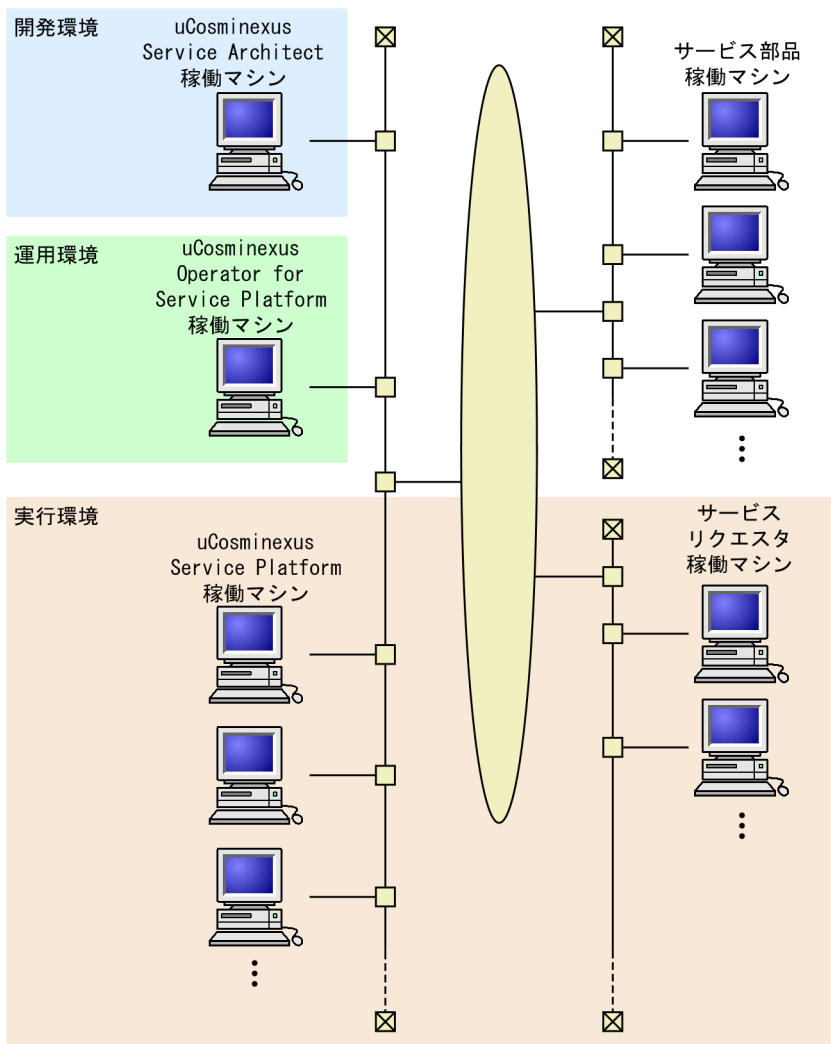 開発環境
uCosminexus
Service Architect
稼働マシン
運用環境
uCosminexus
Operator for
Service Platform
稼働マシン
サービス部品
稼働マシン
実行環境
uCosminexus
Service Platform
稼働マシン
サービス
リクエスタ
稼働マシン